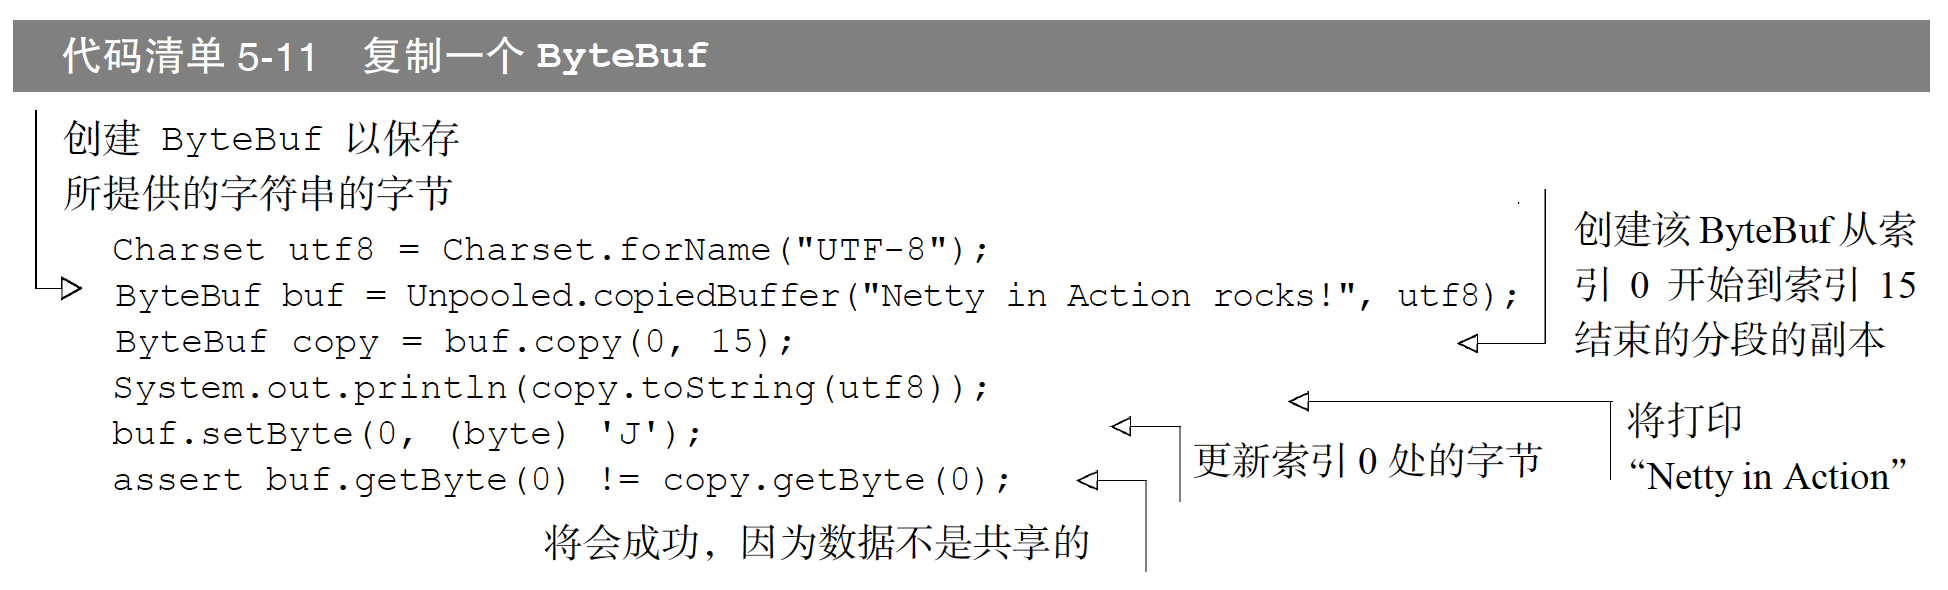 代码清单 5-11 复制一个 ByteBuf
创建 ByteBuf 以保存
所提供的字符串的字节
Charset utf8 = Charset.forName("UTF-8");
ByteBuf buf = Unpooled.copiedBuffer("Netty in Action rocks!", utf8);
ByteBuf copy = buf.copy(0, 15);
System.out.println(copy.toString(utf8));
buf.setByte(0, (byte) 'J');
assert buf.getByte(0) != copy.getByte(0);
创建该 ByteBuf 从索
引 0 开始到索引 15
结束的分段的副本
将打印
“Netty in Action”
更新索引 0 处的字节
将会成功，因为数据不是共享的